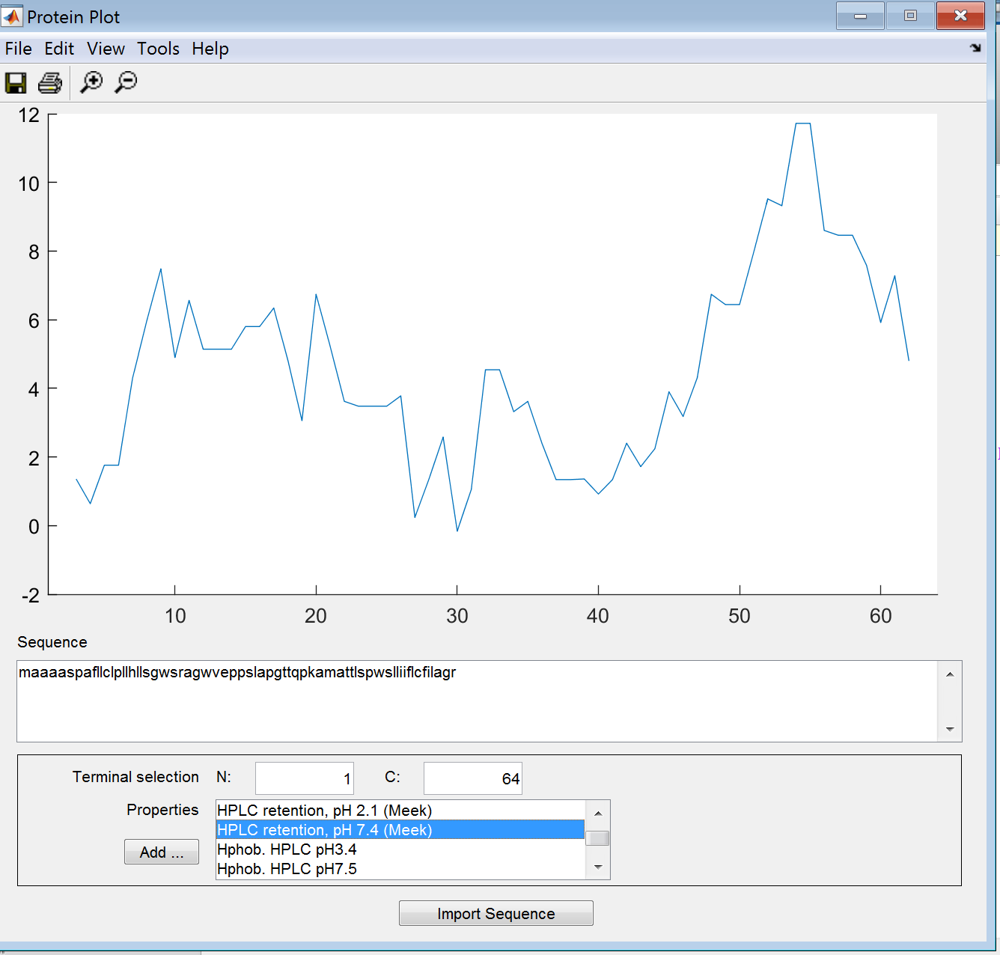 Protein Plot
File Edit View Tools Help
12
10
8
6
4
2
0
-2
10 20 30 40 50 60
Sequence
maaaaspafllclpllhllsgwsragwveppslapgttqpkamattlspwslliiflcfilagr
Terminal selection N: 1 C: 64
Properties
HPLC retention, pH 2.1 (Meek)
HPLC retention, pH 7.4 (Meek)
Add ...
Hphob. HPLC pH3.4
Hphob. HPLC pH7.5
Import Sequence